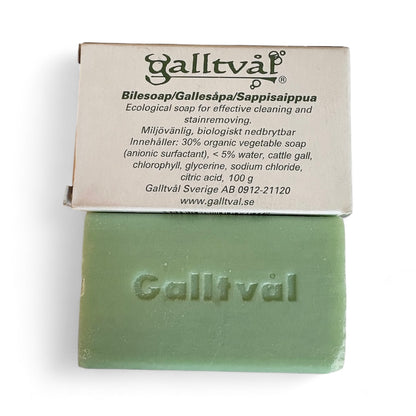 galltvål®
Bilesoap/Gallesåpa/Sappisaippua
Ecological soap for effective cleaning and
stainremoving.
Miljövänlig, biologiskt nedbrytbar
Innehåller: 30% organic vegetable soap
(anionic surfactant), < 5% water, cattle gall,
chlorophyll, glycerine, sodium chloride,
citric acid, 100 g
Galltvål Sverige AB 0912-21120
www.galltval.se
Galltvål